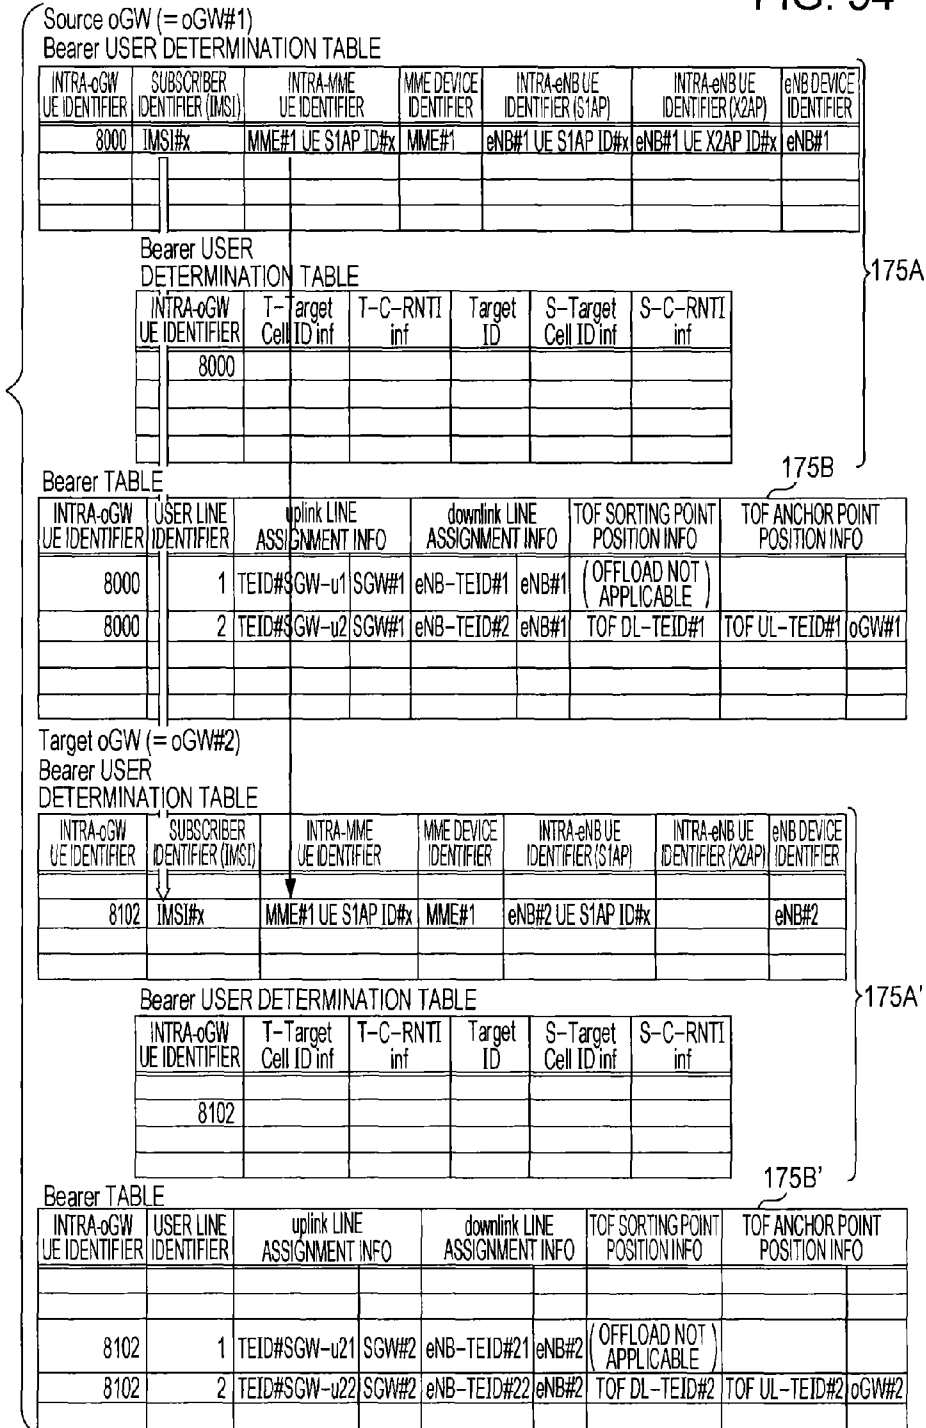 FIG. 34
Source oGW (= oGW#1)
Bearer USER DETERMINATION TABLE
INTRA-oGW UE IDENTIFIER SUBSCRIBER IDENTIFIER (IMSI) INTRA-MME UE IDENTIFIER MME DEVICE IDENTIFIER INTRA-eNB UE IDENTIFIER (S1AP) INTRA-eNB UE IDENTIFIER (X2AP) eNB DEVICE IDENTIFIER
8000 IMSI#x MME#1 UE S1AP ID#x MME#1 eNB#1 UE S1AP ID#x eNB#1 UE X2AP ID#x eNB#1
Bearer USER
DETERMINATION TABLE
175A
INTRA-oGW UE IDENTIFIER T-Target Cell ID inf T-C-RNTI inf Target ID S-Target Cell ID inf S-C-RNTI inf
8000
175B
Bearer TABLE
INTRA-oGW UE IDENTIFIER USER LINE IDENTIFIER uplink LINE ASSIGNMENT INFO downlink LINE ASSIGNMENT INFO TOF SORTING POINT POSITION INFO TOF ANCHOR POINT POSITION INFO
8000 1 TEID#SGW-u1 SGW#1 eNB-TEID#1 eNB#1 (OFFLOAD NOT APPLICABLE)
8000 2 TEID#SGW-u2 SGW#1 eNB-TEID#2 eNB#1 TOF DL-TEID#1 TOF UL-TEID#1 oGW#1
Target oGW (= oGW#2)
Bearer USER
DETERMINATION TABLE
INTRA-oGW UE IDENTIFIER SUBSCRIBER IDENTIFIER (IMSI) INTRA-MME UE IDENTIFIER MME DEVICE IDENTIFIER INTRA-eNB UE IDENTIFIER (S1AP) INTRA-eNB UE IDENTIFIER (X2AP) eNB DEVICE IDENTIFIER
8102 IMSI#x MME#1 UE S1AP ID#x MME#1 eNB#2 UE S1AP ID#x eNB#2
Bearer USER DETERMINATION TABLE
175A'
INTRA-oGW UE IDENTIFIER T-Target Cell ID inf T-C-RNTI inf Target ID S-Target Cell ID inf S-C-RNTI inf
8102
175B'
Bearer TABLE
INTRA-oGW UE IDENTIFIER USER LINE IDENTIFIER uplink LINE ASSIGNMENT INFO downlink LINE ASSIGNMENT INFO TOF SORTING POINT POSITION INFO TOF ANCHOR POINT POSITION INFO
8102 1 TEID#SGW-u21 SGW#2 eNB-TEID#21 eNB#2 (OFFLOAD NOT APPLICABLE)
8102 2 TEID#SGW-u22 SGW#2 eNB-TEID#22 eNB#2 TOF DL-TEID#2 TOF UL-TEID#2 oGW#2